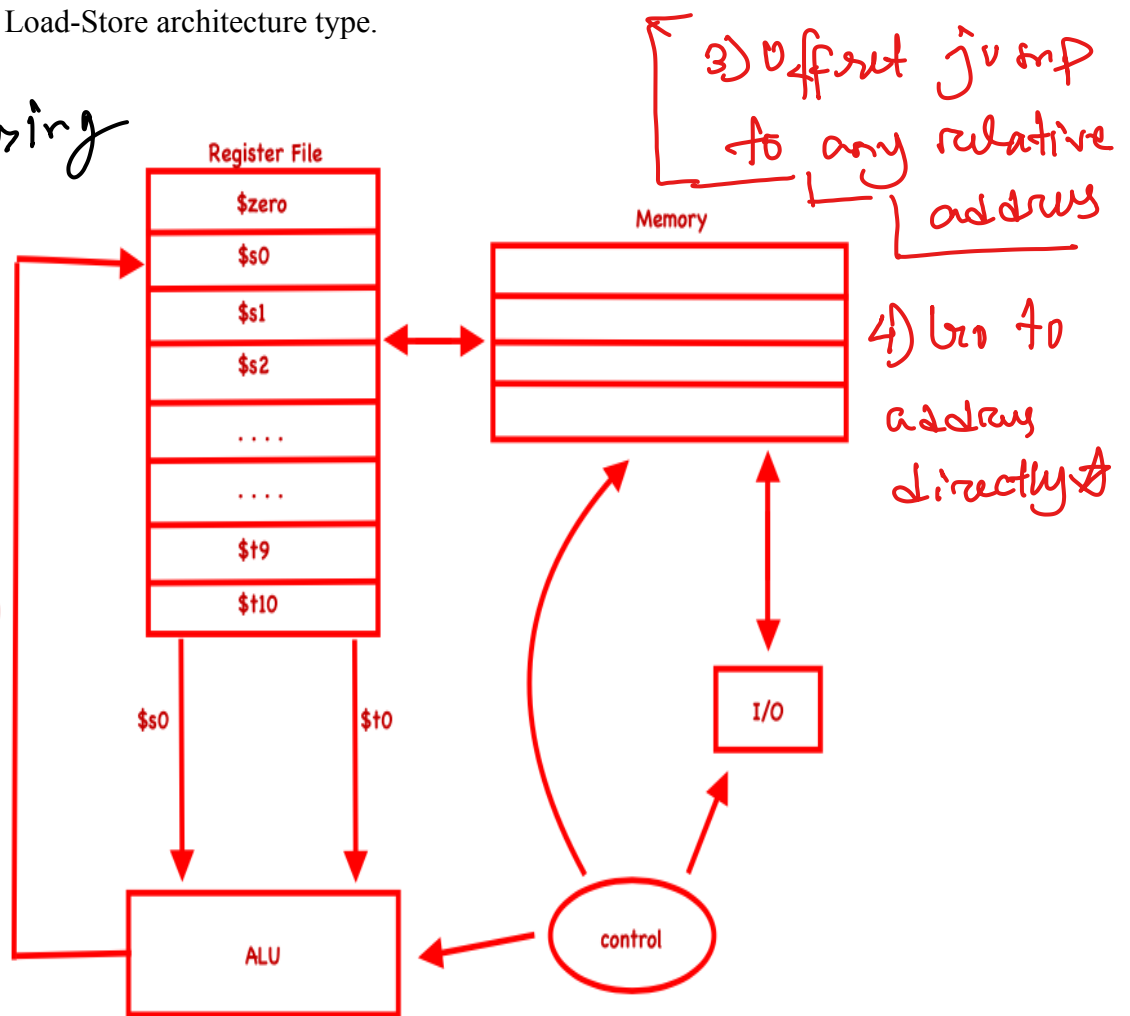 Load-Store architecture type.
3) Offset jump
to any relative
address
Register File
$zero
$s0
$s1
$s2
. . . .
. . . .
$t9
$t10
Memory
4) Go to
address
directly
$s0
$t0
I/O
ALU
control